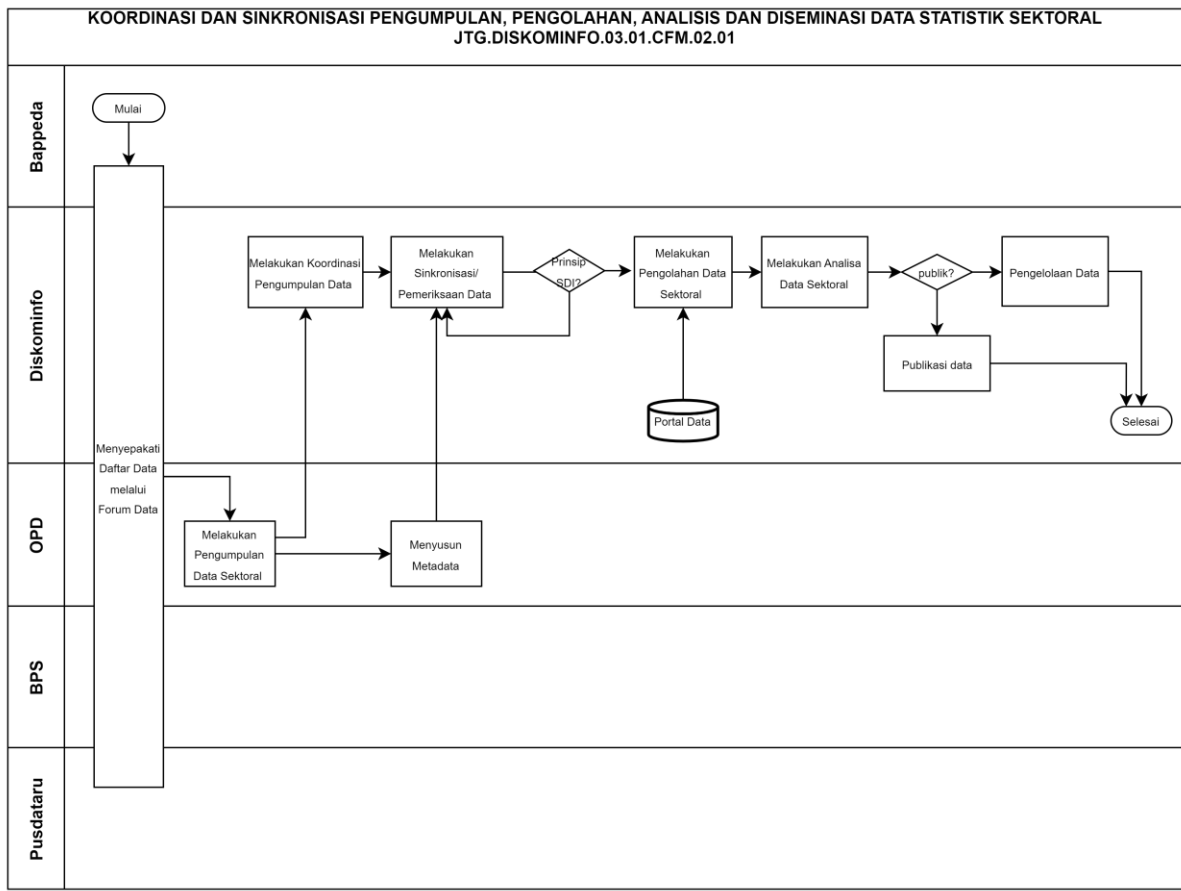 KOORDINASI DAN SINKRONISASI PENGUMPULAN, PENGOLAHAN, ANALISIS DAN DISEMINASI DATA STATISTIK SEKTORAL
JTG.DISKOMINFO.03.01.CFM.02.01
Bappeda
Mulai
Diskominfo
Melakukan Koordinasi
Pengumpulan Data
Melakukan
Sinkronisasi/
Pemeriksaan Data
Prinsip
SDI?
Melakukan
Pengolahan Data
Sektoral
Melakukan Analisa
Data Sektoral
publik?
Pengelolaan Data
Publikasi data
Portal Data
Selesai
Menyepakati
Daftar Data
melalui
Forum Data
OPD
Melakukan
Pengumpulan
Data Sektoral
Menyusun
Metadata
BPS
Pusdataru